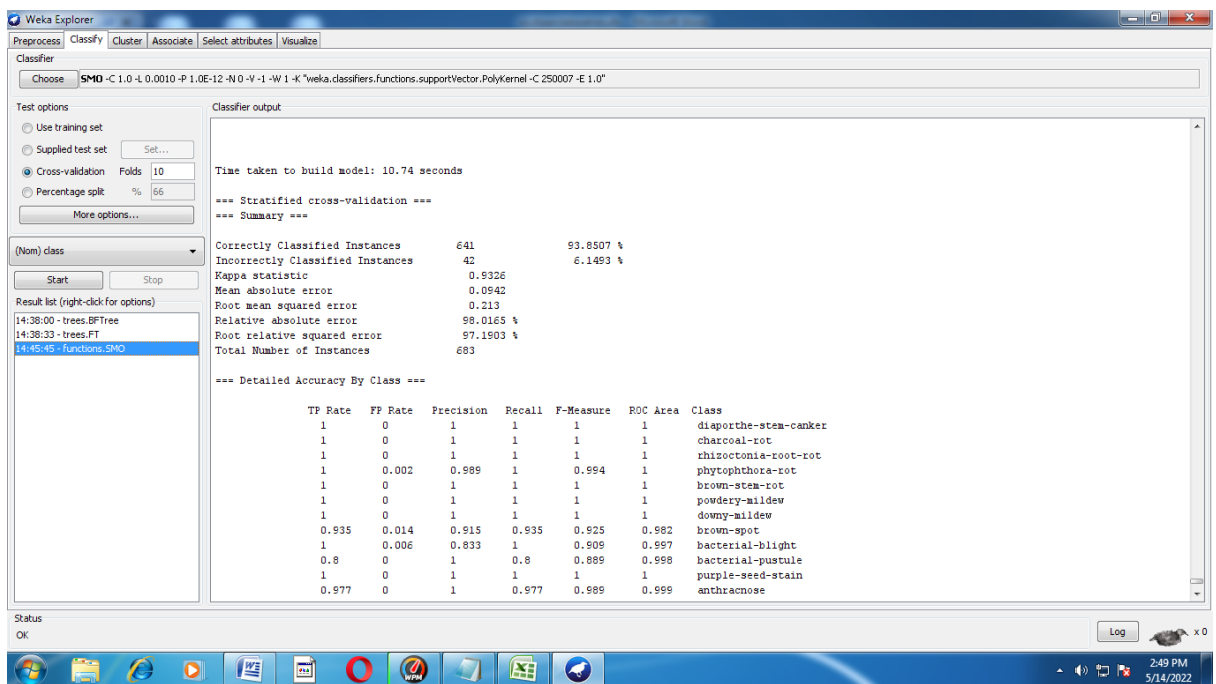 Weka Explorer
Preprocess Classify Cluster Associate Select attributes Visualize
Classifier
Choose SMO -C 1.0 -L 0.0010 -P 1.0E-12 -N 0 -V -1 -W 1 -K "weka.classifiers.functions.supportVector.PolyKernel -C 250007 -E 1.0"
Test options
Use training set
Supplied test set Set...
Cross-validation Folds 10
Percentage split % 66
More options...
(Nom) class
Start Stop
Result list (right-click for options)
14:38:00 - trees.BFTree
14:38:33 - trees.FT
14:45:45 - functions.SMO
Classifier output
Time taken to build model: 10.74 seconds
=== Stratified cross-validation ===
=== Summary ===
Correctly Classified Instances 641 93.8507 %
Incorrectly Classified Instances 42 6.1493 %
Kappa statistic 0.9326
Mean absolute error 0.0942
Root mean squared error 0.213
Relative absolute error 98.0165 %
Root relative squared error 97.1903 %
Total Number of Instances 683
=== Detailed Accuracy By Class ===
TP Rate FP Rate Precision Recall F-Measure ROC Area Class
1 0 1 1 1 1 diaporthe-stem-canker
1 0 1 1 1 1 charcoal-rot
1 0 1 1 1 1 rhizoctonia-root-rot
1 0.002 0.989 1 0.994 1 phytophthora-rot
1 0 1 1 1 1 brown-stem-rot
1 0 1 1 1 1 powdery-mildew
1 0 1 1 1 1 downy-mildew
0.935 0.014 0.915 0.935 0.925 0.982 brown-spot
1 0.006 0.833 1 0.909 0.997 bacterial-blight
0.8 0 1 0.8 0.889 0.998 bacterial-pustule
1 0 1 1 1 1 purple-seed-stain
0.977 0 1 0.977 0.989 0.999 anthracnose
Status
OK
Log x 0
WPM
2:49 PM
5/14/2022